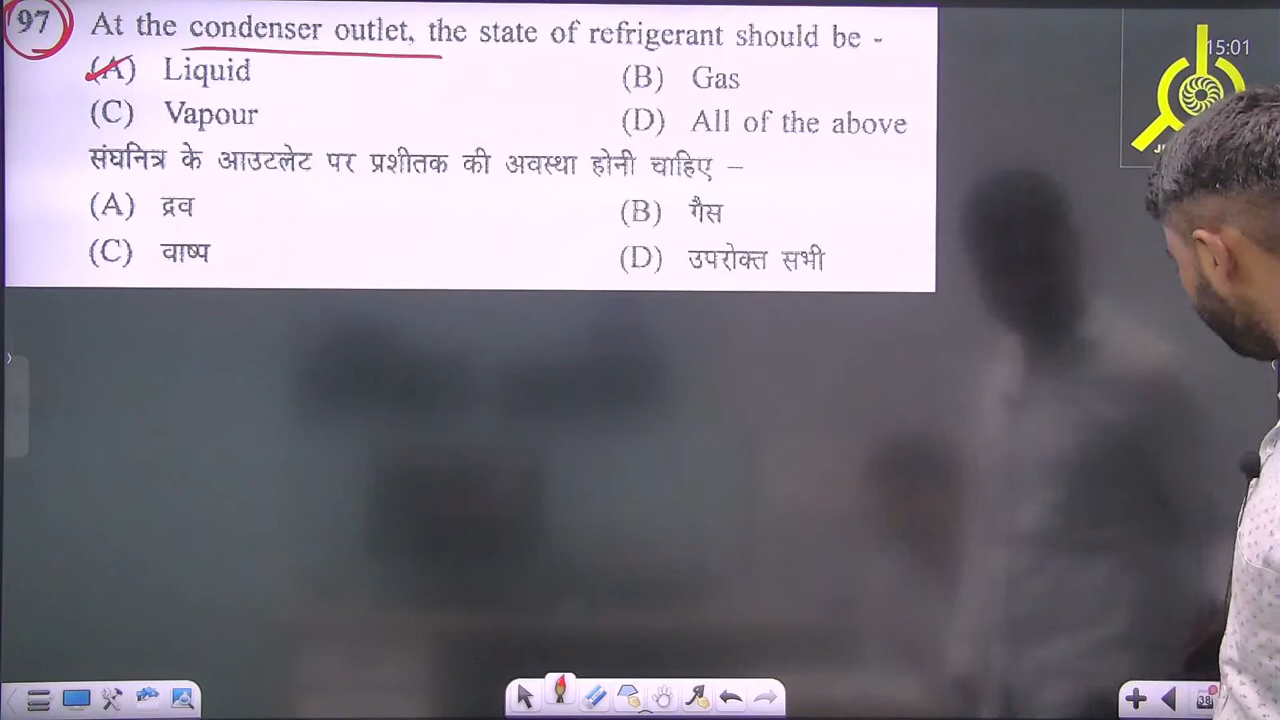 97 At the condenser outlet, the state of refrigerant should be -
(A) Liquid (B) Gas
(C) Vapour (D) All of the above
संघनित्र के आउटलेट पर प्रशीतक की अवस्था होनी चाहिए –
(A) द्रव (B) गैस
(C) वाष्प (D) उपरोक्त सभी
15:01
38